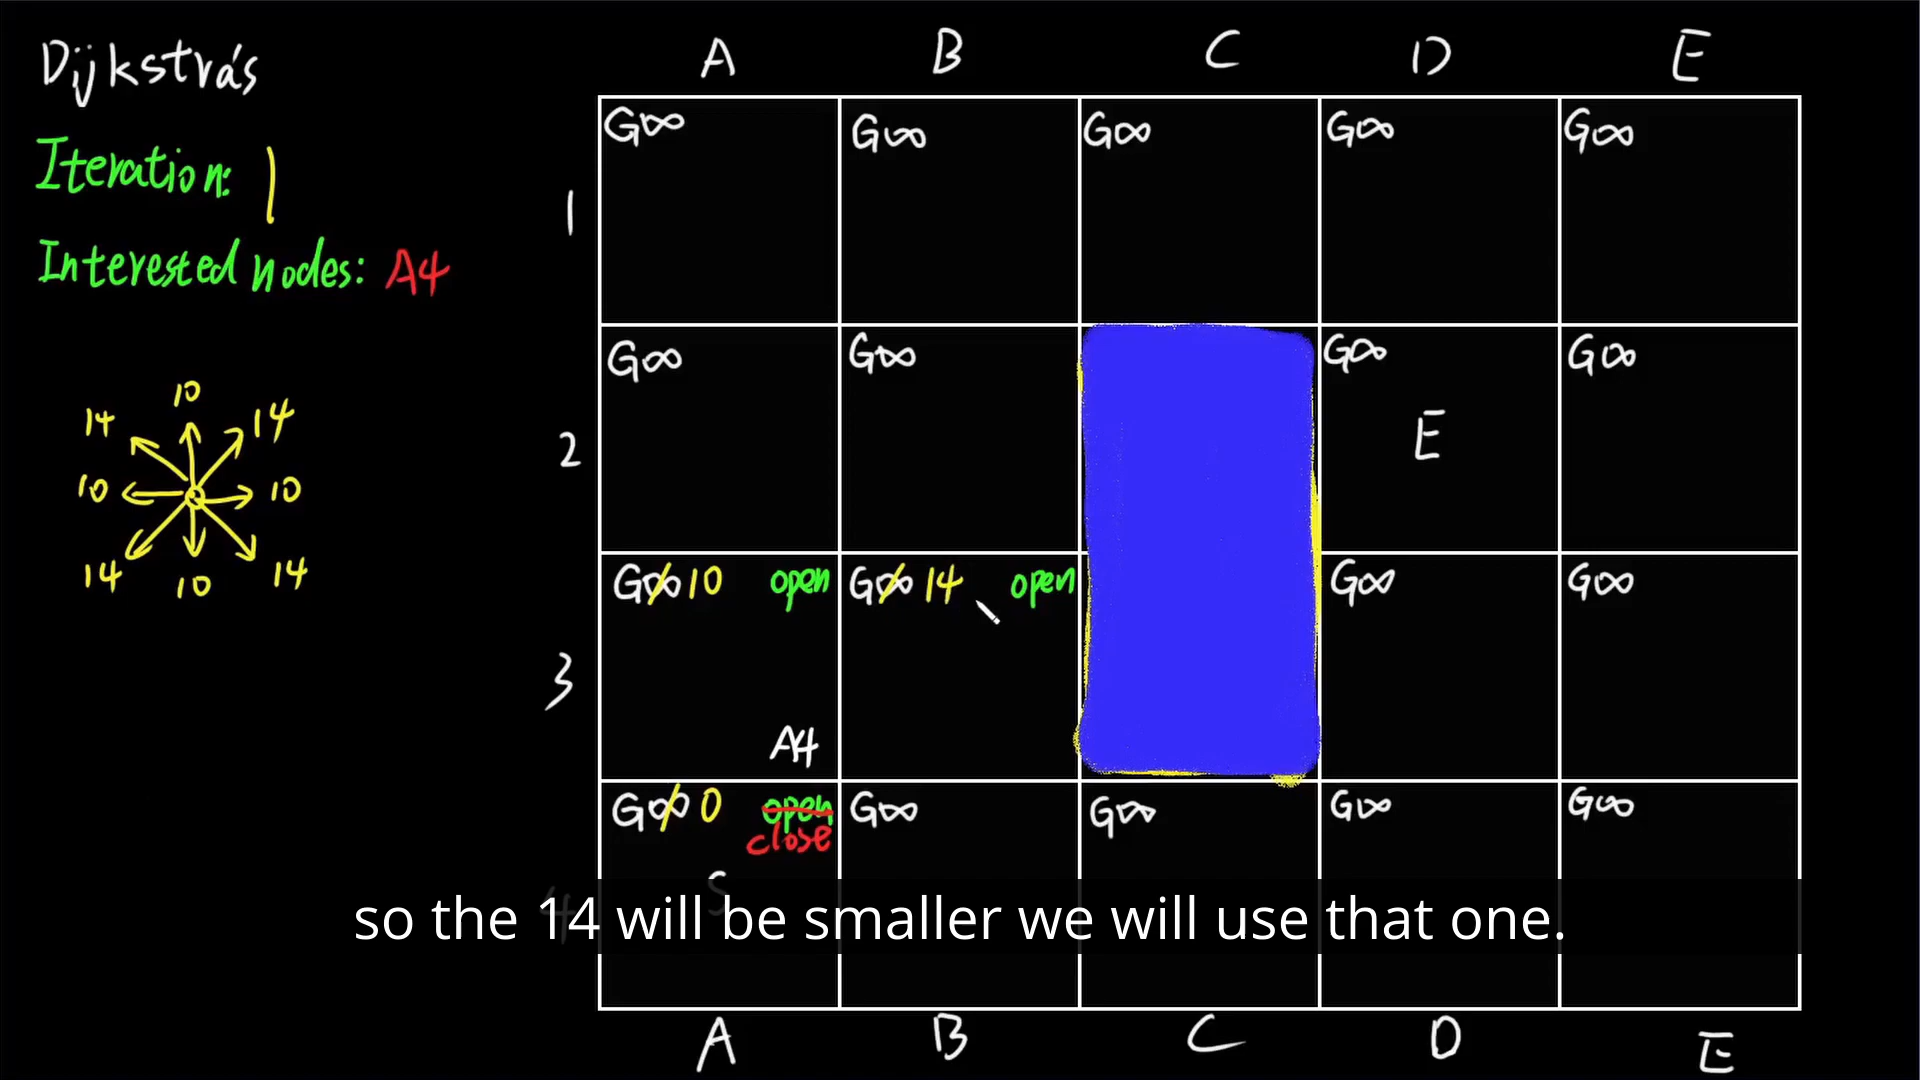 Dijkstra's
Iteration: 1
Interested nodes: A4
10
14 14
10 10
14 10 14
A B C D E
1 G∞ G∞ G∞ G∞ G∞
2 G∞ G∞ G∞ G∞
E
3 G∞ 10 open G∞ 14 open G∞ G∞
A4
G∞ 0 open G∞ G∞ G∞ G∞
close
4 S
so the 14 will be smaller we will use that one.
A B C D E